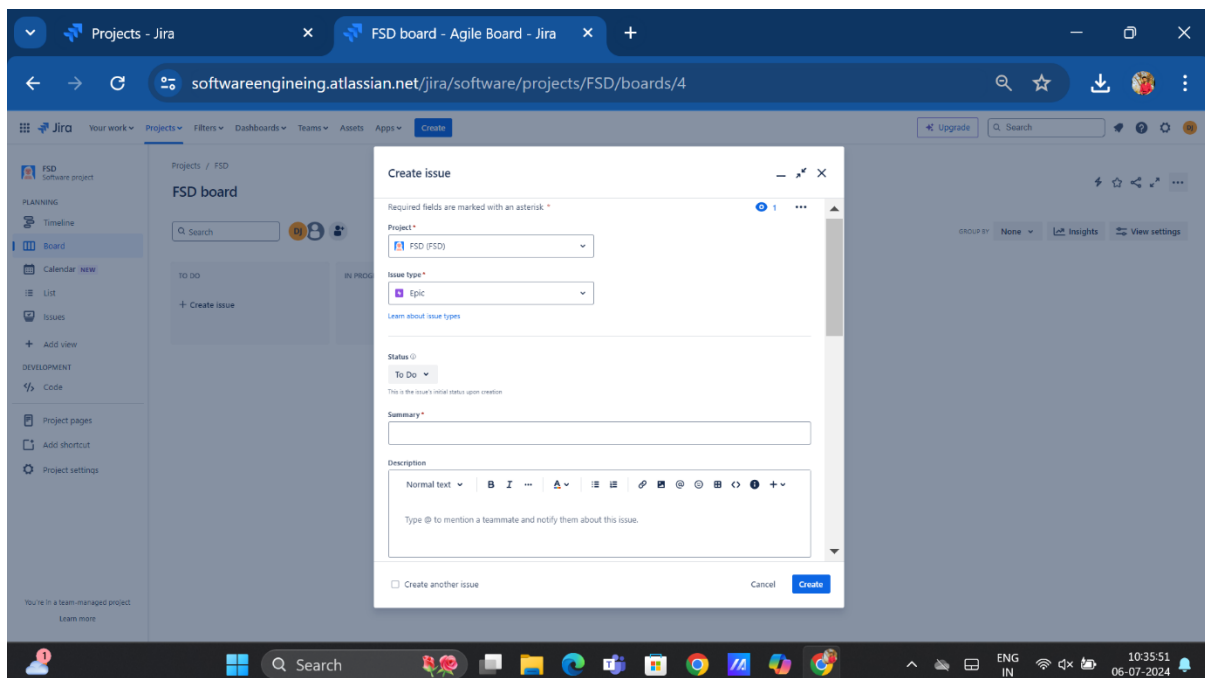 Projects - Jira
FSD board - Agile Board - Jira
softwareengineing.atlassian.net/jira/software/projects/FSD/boards/4
Jira Your work Projects Filters Dashboards Teams Assets Apps Create Upgrade Search DJ
FSD
Software project
PLANNING
Timeline
Board
Calendar NEW
List
Issues
+ Add view
DEVELOPMENT
Code
Project pages
Add shortcut
Project settings
You're in a team-managed project
Learn more
Projects / FSD
FSD board
Search DJ
GROUP BY None Insights View settings
TO DO
+ Create issue
IN PROG
Create issue
Required fields are marked with an asterisk *
1
Project *
FSD (FSD)
Issue type *
Epic
Learn about issue types
Status
To Do
This is the issue's initial status upon creation
Summary *
Description
Normal text B I ... A
Type @ to mention a teammate and notify them about this issue.
Create another issue
Cancel Create
1
Search
ENG
IN
10:35:51
06-07-2024